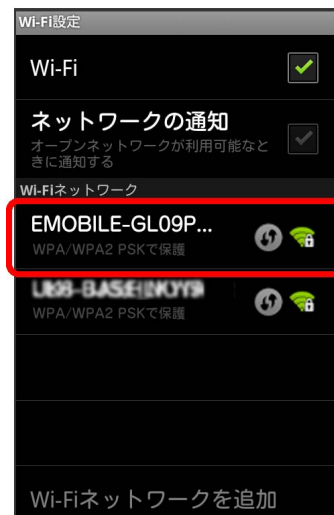 Wi-Fi設定
Wi-Fi
ネットワークの通知
オープンネットワークが利用可能なと
きに通知する
Wi-Fiネットワーク
EMOBILE-GL09P...
WPA/WPA2 PSKで保護
WPA/WPA2 PSKで保護
Wi-Fiネットワークを追加